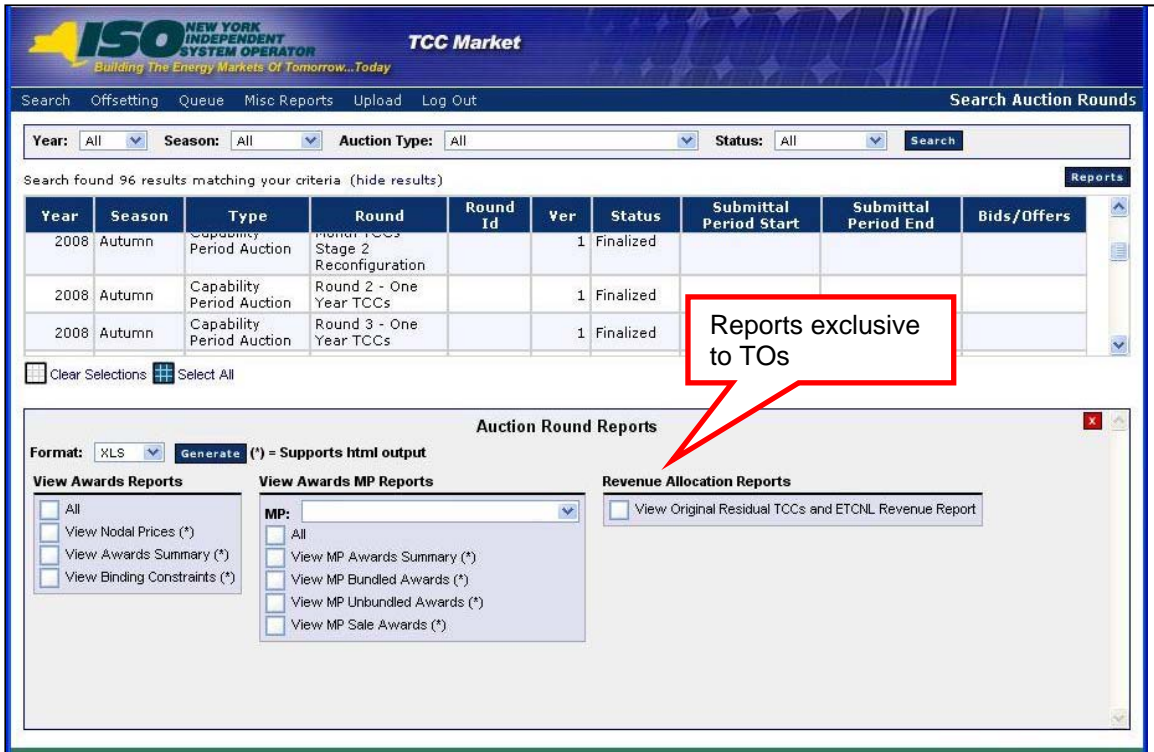 ISO NEW YORK
INDEPENDENT
SYSTEM OPERATOR
Building The Energy Markets Of Tomorrow...Today
TCC Market
Search Offsetting Queue Misc Reports Upload Log Out Search Auction Rounds
Year: All Season: All Auction Type: All Status: All Search
Search found 96 results matching your criteria (hide results) Reports
Year Season Type Round Round Id Ver Status Submittal Period Start Submittal Period End Bids/Offers
2008 Autumn Capability Period Auction Month TCCs Stage 2 Reconfiguration 1 Finalized
2008 Autumn Capability Period Auction Round 2 - One Year TCCs 1 Finalized
2008 Autumn Capability Period Auction Round 3 - One Year TCCs 1 Finalized
Reports exclusive
to TOs
Clear Selections Select All
Auction Round Reports X
Format: XLS Generate (*) = Supports html output
View Awards Reports
All
View Nodal Prices (*)
View Awards Summary (*)
View Binding Constraints (*)
View Awards MP Reports
MP:
All
View MP Awards Summary (*)
View MP Bundled Awards (*)
View MP Unbundled Awards (*)
View MP Sale Awards (*)
Revenue Allocation Reports
View Original Residual TCCs and ETCNL Revenue Report